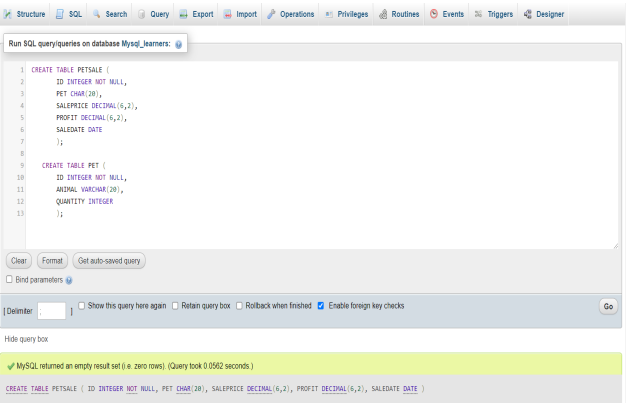 Structure SQL Search Query Export Import Operations Privileges Routines Events Triggers Designer
Run SQL query/queries on database Mysql_learners:
1 CREATE TABLE PETSALE (
2 ID INTEGER NOT NULL,
3 PET CHAR(20),
4 SALEPRICE DECIMAL(6,2),
5 PROFIT DECIMAL(6,2),
6 SALEDATE DATE
7 );
8
9 CREATE TABLE PET (
10 ID INTEGER NOT NULL,
11 ANIMAL VARCHAR(20),
12 QUANTITY INTEGER
13 );
Clear Format Get auto-saved query
Bind parameters
[ Delimiter ; ] Show this query here again Retain query box Rollback when finished Enable foreign key checks Go
Hide query box
MySQL returned an empty result set (i.e. zero rows). (Query took 0.0562 seconds.)
CREATE TABLE PETSALE ( ID INTEGER NOT NULL, PET CHAR(20), SALEPRICE DECIMAL(6,2), PROFIT DECIMAL(6,2), SALEDATE DATE )